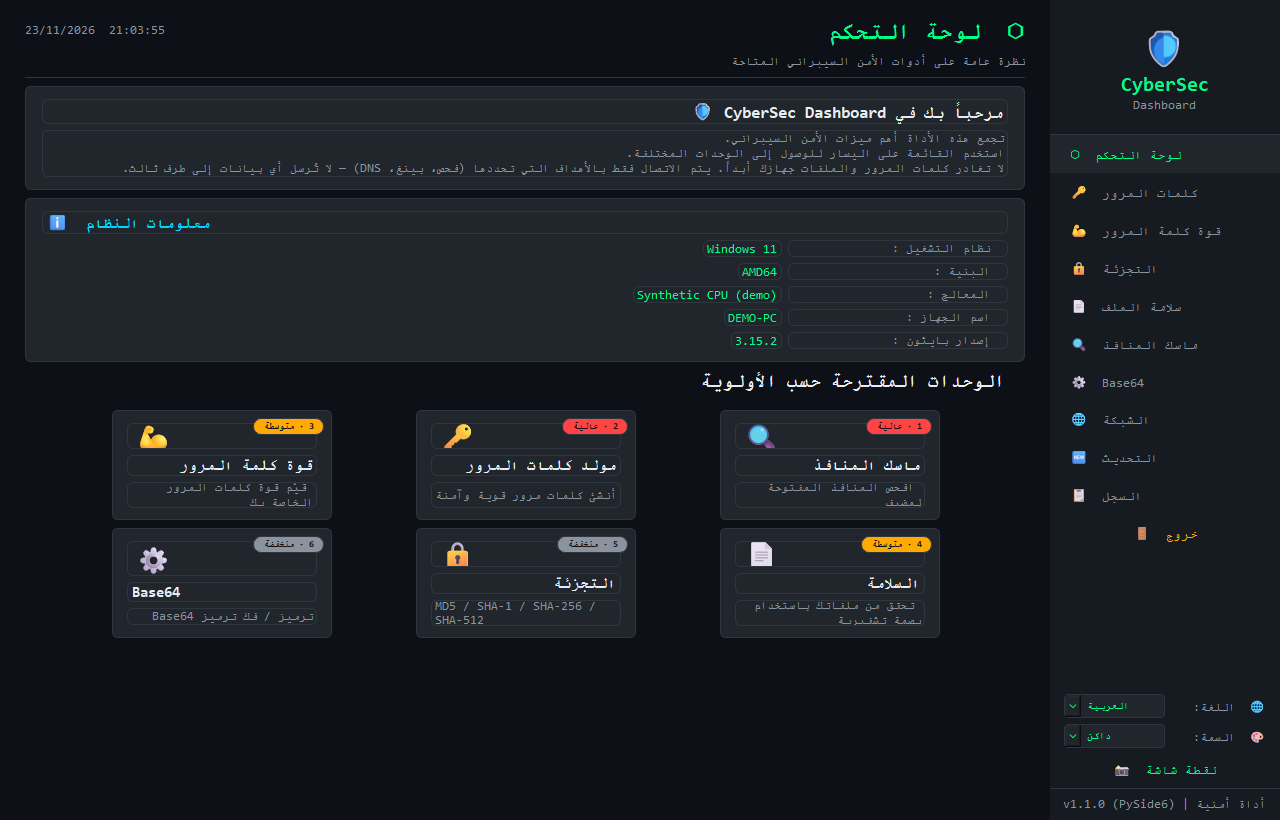 CyberSec
Dashboard
لوحة التحكم
كلمات المرور
قوة كلمة المرور
التجزئة
سلامة الملف
ماسك المنافذ
Base64
الشبكة
التحديث
السجل
خروج
اللغة:
العربية
السمة:
داكن
لقطة شاشة
أداة أمنية | v1.1.0 (PySide6)
لوحة التحكم
23/11/2026 21:03:55
نظرة عامة على أدوات الأمن السيبراني المتاحة
مرحباً بك في CyberSec Dashboard
تجمع هذه الأداة أهم ميزات الأمن السيبراني.
استخدم القائمة على اليسار للوصول إلى الوحدات المختلفة.
لا تغادر كلمات المرور والملفات جهازك أبداً. يتم الاتصال فقط بالأهداف التي تحددها (فحص، بينغ، DNS) — لا تُرسل أي بيانات إلى طرف ثالث.
معلومات النظام
نظام التشغيل :
Windows 11
البنية :
AMD64
المعالج :
Synthetic CPU (demo)
اسم الجهاز :
DEMO-PC
إصدار بايثون :
3.15.2
الوحدات المقترحة حسب الأولوية
1 · عالية
ماسك المنافذ
افحص المنافذ المفتوحة
لمضيف
2 · عالية
مولد كلمات المرور
أنشئ كلمات مرور قوية وآمنة
3 · متوسطة
قوة كلمة المرور
قيّم قوة كلمات المرور
الخاصة بك
4 · متوسطة
السلامة
تحقق من ملفاتك باستخدام
بصمة تشفيرية
5 · منخفضة
التجزئة
MD5 / SHA-1 / SHA-256 /
SHA-512
6 · منخفضة
Base64
ترميز / فك ترميز Base64